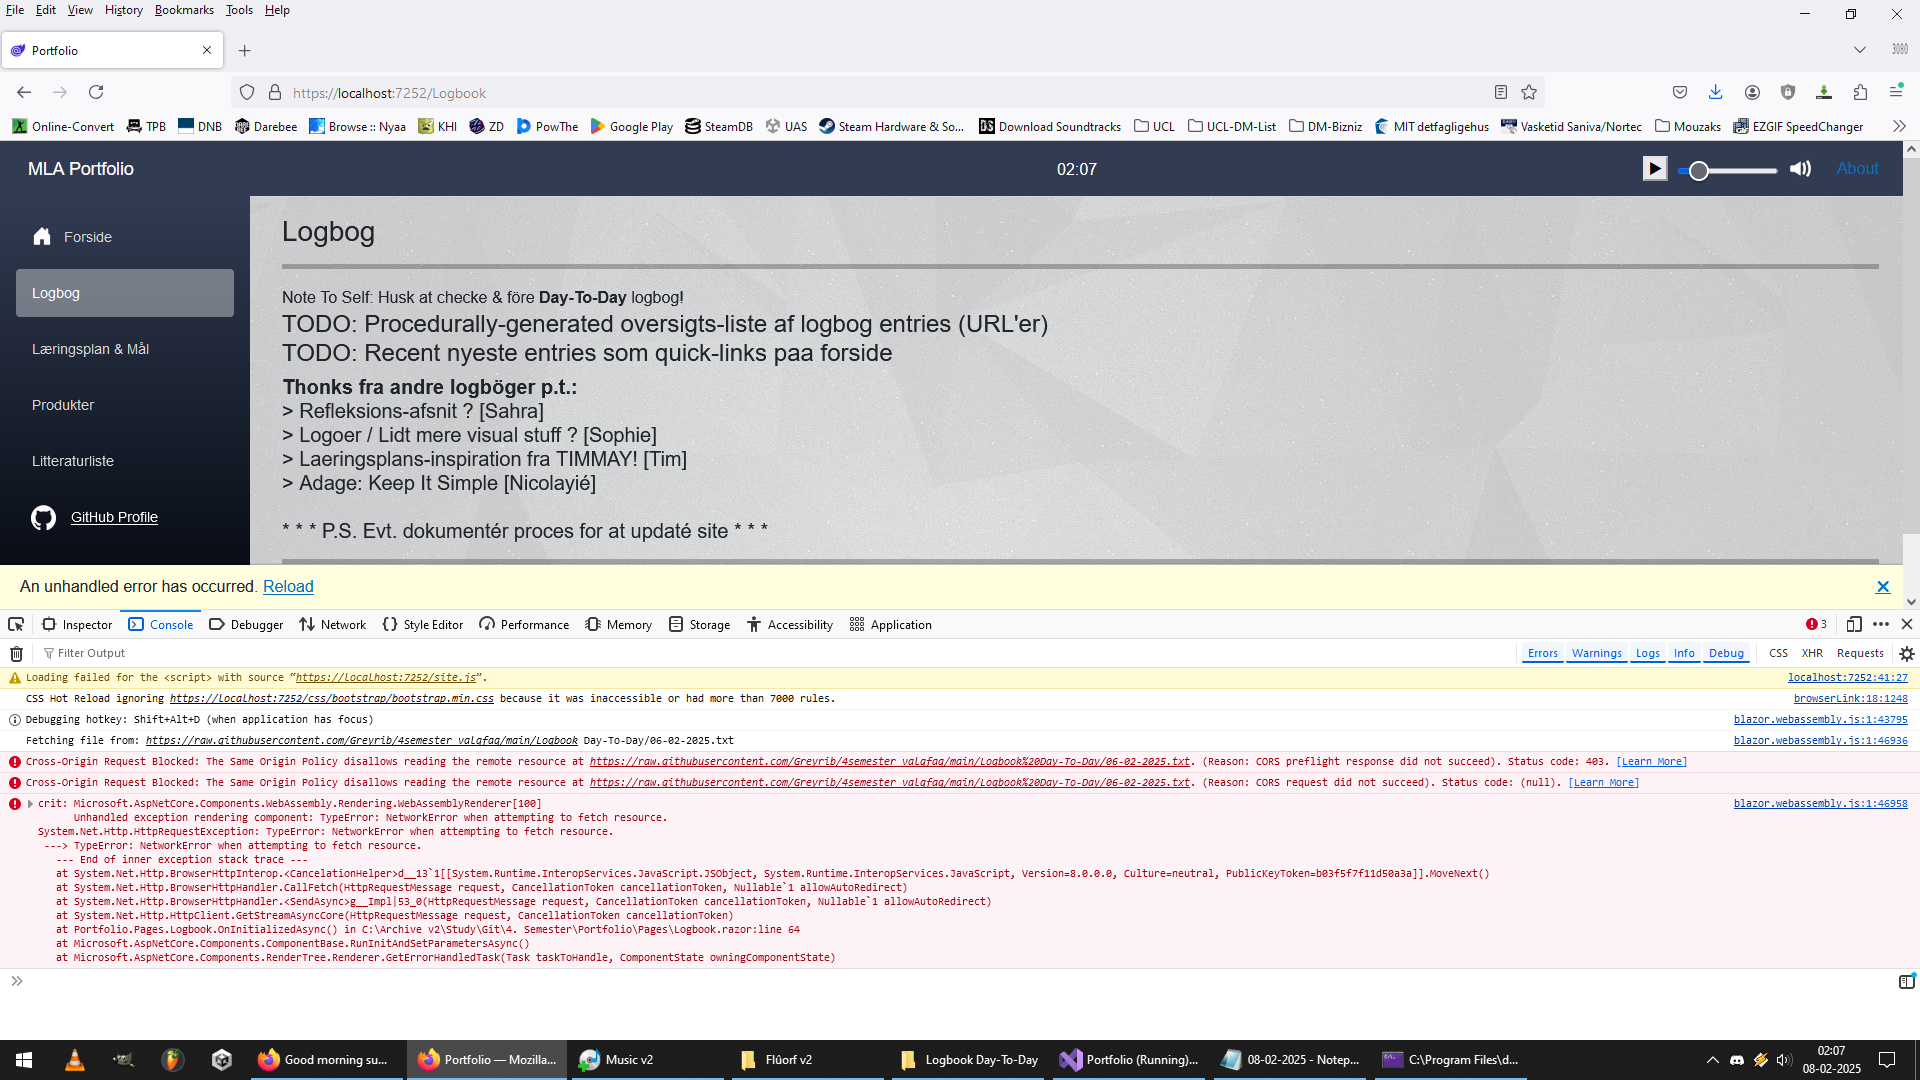 File Edit View History Bookmarks Tools Help
Portfolio
3080
https://localhost:7252/Logbook
Online-Convert TPB DNB Darebee Browse :: Nyaa KHI ZD PowThe Google Play SteamDB UAS Steam Hardware & So... Download Soundtracks UCL UCL-DM-List DM-Bizniz MIT detfagligehus Vasketid Saniva/Nortec Mouzaks EZGIF SpeedChanger
MLA Portfolio 02:07 About
Forside
Logbog
Læringsplan & Mål
Produkter
Litteraturliste
GitHub Profile
Logbog
Note To Self: Husk at checke & före Day-To-Day logbog!
TODO: Procedurally-generated oversigts-liste af logbog entries (URL'er)
TODO: Recent nyeste entries som quick-links paa forside
Thonks fra andre logböger p.t.:
> Refleksions-afsnit ? [Sahra]
> Logoer / Lidt mere visual stuff ? [Sophie]
> Laeringsplans-inspiration fra TIMMAY! [Tim]
> Adage: Keep It Simple [Nicolayié]
* * * P.S. Evt. dokumentér proces for at updaté site * * *
An unhandled error has occurred. Reload
Inspector Console Debugger Network Style Editor Performance Memory Storage Accessibility Application 3
Filter Output Errors Warnings Logs Info Debug CSS XHR Requests
Loading failed for the <script> with source “https://localhost:7252/site.js”. localhost:7252:41:27
CSS Hot Reload ignoring https://localhost:7252/css/bootstrap/bootstrap.min.css because it was inaccessible or had more than 7000 rules. browserLink:18:1248
Debugging hotkey: Shift+Alt+D (when application has focus) blazor.webassembly.js:1:43795
Fetching file from: https://raw.githubusercontent.com/Greyrib/4semester_valgfag/main/Logbook Day-To-Day/06-02-2025.txt blazor.webassembly.js:1:46936
Cross-Origin Request Blocked: The Same Origin Policy disallows reading the remote resource at https://raw.githubusercontent.com/Greyrib/4semester_valgfag/main/Logbook%20Day-To-Day/06-02-2025.txt. (Reason: CORS preflight response did not succeed). Status code: 403. [Learn More]
Cross-Origin Request Blocked: The Same Origin Policy disallows reading the remote resource at https://raw.githubusercontent.com/Greyrib/4semester_valgfag/main/Logbook%20Day-To-Day/06-02-2025.txt. (Reason: CORS request did not succeed). Status code: (null). [Learn More]
crit: Microsoft.AspNetCore.Components.WebAssembly.Rendering.WebAssemblyRenderer[100] blazor.webassembly.js:1:46958
Unhandled exception rendering component: TypeError: NetworkError when attempting to fetch resource.
System.Net.Http.HttpRequestException: TypeError: NetworkError when attempting to fetch resource.
---> TypeError: NetworkError when attempting to fetch resource.
--- End of inner exception stack trace ---
at System.Net.Http.BrowserHttpInterop.<CancelationHelper>d__13`1[[System.Runtime.InteropServices.JavaScript.JSObject, System.Runtime.InteropServices.JavaScript, Version=8.0.0.0, Culture=neutral, PublicKeyToken=b03f5f7f11d50a3a]].MoveNext()
at System.Net.Http.BrowserHttpHandler.CallFetch(HttpRequestMessage request, CancellationToken cancellationToken, Nullable`1 allowAutoRedirect)
at System.Net.Http.BrowserHttpHandler.<SendAsync>g__Impl|53_0(HttpRequestMessage request, CancellationToken cancellationToken, Nullable`1 allowAutoRedirect)
at System.Net.Http.HttpClient.GetStreamAsyncCore(HttpRequestMessage request, CancellationToken cancellationToken)
at Portfolio.Pages.Logbook.OnInitializedAsync() in C:\Archive v2\Study\Git\4. Semester\Portfolio\Pages\Logbook.razor:line 64
at Microsoft.AspNetCore.Components.ComponentBase.RunInitAndSetParametersAsync()
at Microsoft.AspNetCore.Components.RenderTree.Renderer.GetErrorHandledTask(Task taskToHandle, ComponentState owningComponentState)
Good morning su... Portfolio — Mozilla... Music v2 Flûorf v2 Logbook Day-To-Day Portfolio (Running)... 08-02-2025 - Notep... C:\Program Files\d... 02:07
08-02-2025